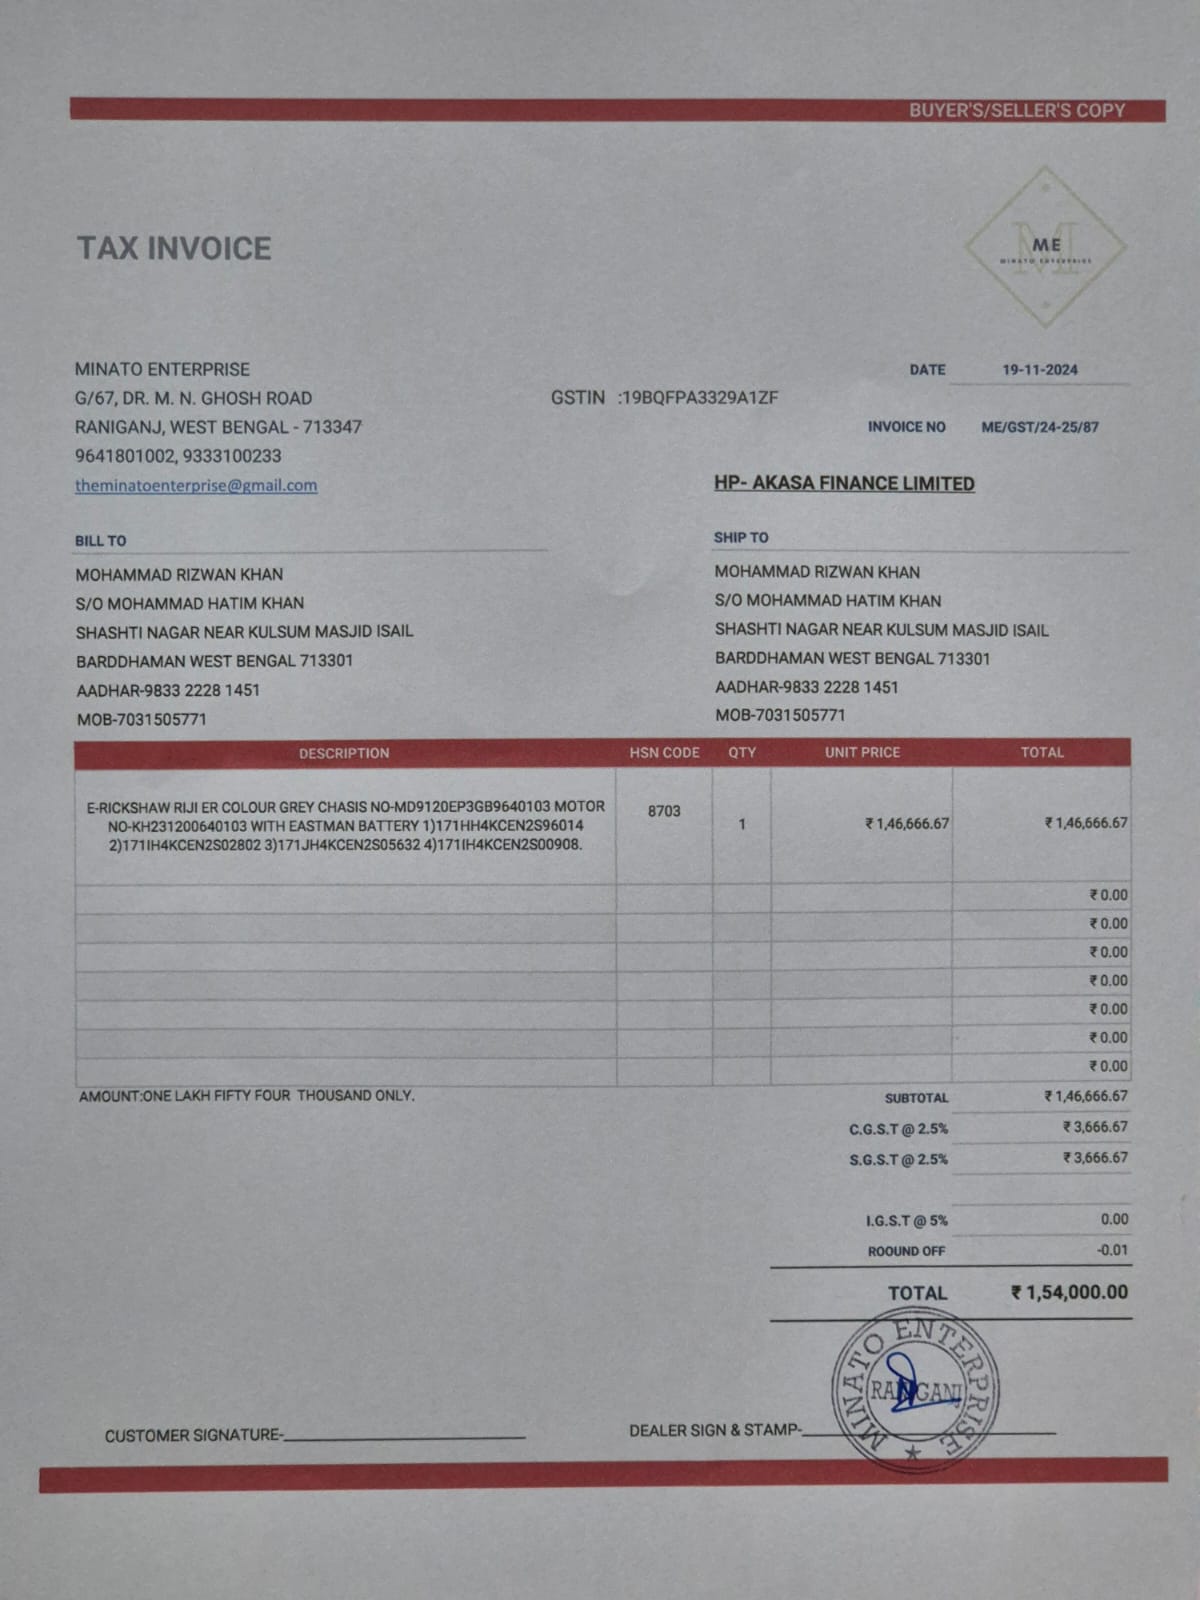 BUYER'S/SELLER'S COPY
TAX INVOICE
ME
MINATO ENTERPRISE
MINATO ENTERPRISE
G/67, DR. M. N. GHOSH ROAD
RANIGANJ, WEST BENGAL - 713347
9641801002, 9333100233
theminatoenterprise@gmail.com
GSTIN :19BQFPA3329A1ZF
DATE 19-11-2024
INVOICE NO ME/GST/24-25/87
HP- AKASA FINANCE LIMITED
BILL TO
MOHAMMAD RIZWAN KHAN
S/O MOHAMMAD HATIM KHAN
SHASHTI NAGAR NEAR KULSUM MASJID ISAIL
BARDDHAMAN WEST BENGAL 713301
AADHAR-9833 2228 1451
MOB-7031505771
SHIP TO
MOHAMMAD RIZWAN KHAN
S/O MOHAMMAD HATIM KHAN
SHASHTI NAGAR NEAR KULSUM MASJID ISAIL
BARDDHAMAN WEST BENGAL 713301
AADHAR-9833 2228 1451
MOB-7031505771
DESCRIPTION HSN CODE QTY UNIT PRICE TOTAL
E-RICKSHAW RIJI ER COLOUR GREY CHASIS NO-MD9120EP3GB9640103 MOTOR
NO-KH231200640103 WITH EASTMAN BATTERY 1)171HH4KCEN2S96014
2)171IH4KCEN2S02802 3)171JH4KCEN2S05632 4)171IH4KCEN2S00908.
8703 1 ₹ 1,46,666.67 ₹ 1,46,666.67
₹ 0.00
₹ 0.00
₹ 0.00
₹ 0.00
₹ 0.00
₹ 0.00
₹ 0.00
AMOUNT:ONE LAKH FIFTY FOUR THOUSAND ONLY.
SUBTOTAL ₹ 1,46,666.67
C.G.S.T @ 2.5% ₹ 3,666.67
S.G.S.T @ 2.5% ₹ 3,666.67
I.G.S.T @ 5% 0.00
ROOUND OFF -0.01
TOTAL ₹ 1,54,000.00
CUSTOMER SIGNATURE-
DEALER SIGN & STAMP-
MINATO ENTERPRISE
RANIGANJ